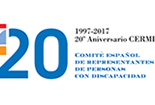 20
1997-2017
20º Aniversario CERMI
COMITÉ ESPAÑOL
DE REPRESENTANTES
DE PERSONAS
CON DISCAPACIDAD